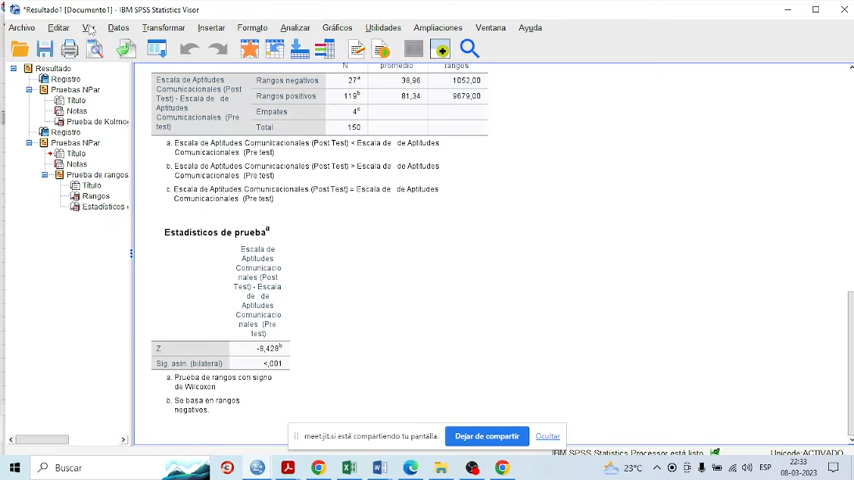 *Resultado1 [Documento1] - IBM SPSS Statistics Visor
Archivo Editar Ver Datos Transformar Insertar Formato Analizar Gráficos Utilidades Ampliaciones Ventana Ayuda
Resultado
Registro
Pruebas NPar
Título
Notas
Prueba de Kolmog
Registro
Pruebas NPar
Título
Notas
Prueba de rangos
Título
Rangos
Estadísticos
N promedio rangos
Escala de Aptitudes
Comunicacionales (Post
Test) - Escala de de
Aptitudes
Comunicacionales (Pre
test)
Rangos negativos 27a 38,96 1052,00
Rangos positivos 119b 81,34 9679,00
Empates 4c
Total 150
a. Escala de Aptitudes Comunicacionales (Post Test) < Escala de de Aptitudes
Comunicacionales (Pre test)
b. Escala de Aptitudes Comunicacionales (Post Test) > Escala de de Aptitudes
Comunicacionales (Pre test)
c. Escala de Aptitudes Comunicacionales (Post Test) = Escala de de Aptitudes
Comunicacionales (Pre test)
Estadísticos de pruebaa
Escala de
Aptitudes
Comunicacio
nales (Post
Test) - Escala
de de
Aptitudes
Comunicacio
nales (Pre
test)
Z -8,428b
Sig. asin. (bilateral) <,001
a. Prueba de rangos con signo
de Wilcoxon
b. Se basa en rangos
negativos.
meet.jit.si está compartiendo tu pantalla. Dejar de compartir Ocultar
IBM SPSS Statistics Processor está listo Unicode:ACTIVADO
Buscar
23°C ESP 22:33
08-03-2023